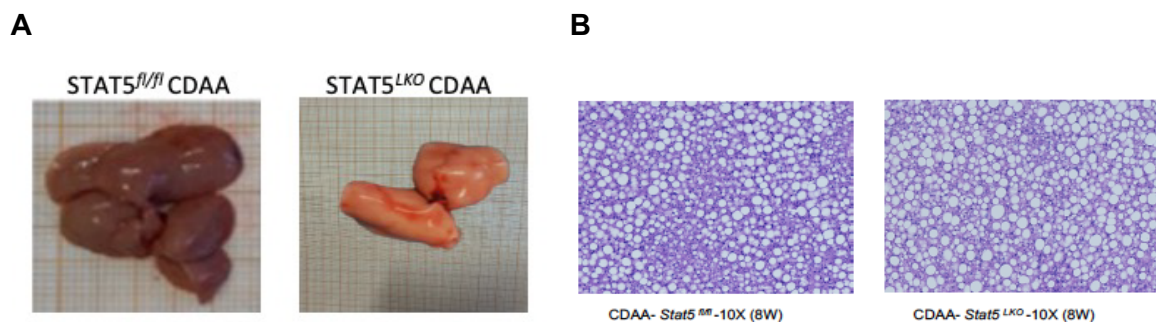 A
B
STAT5fl/fl CDAA
STAT5LKO CDAA
CDAA- Stat5 fl/fl -10X (8W)
CDAA- Stat5 LKO -10X (8W)